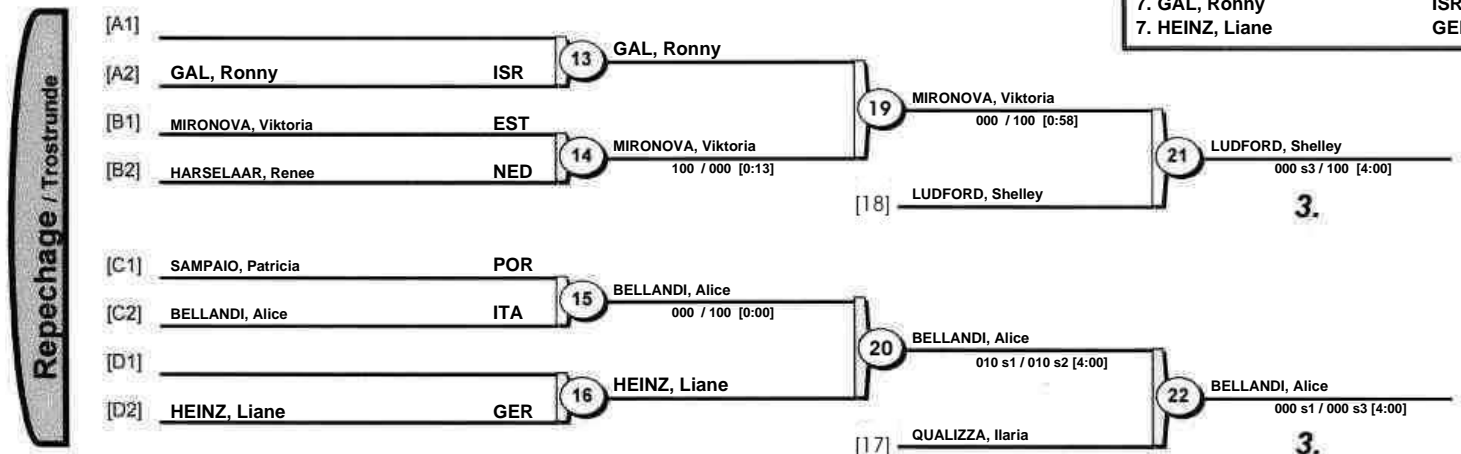 7. GAL, Ronny
7. HEINZ, Liane
Repechage / Trostrunde
[A1]
[A2] GAL, Ronny ISR
13 GAL, Ronny
[B1] MIRONOVA, Viktoria EST
[B2] HARSELAAR, Renee NED
14 MIRONOVA, Viktoria
100 / 000 [0:13]
19 MIRONOVA, Viktoria
000 / 100 [0:58]
[18] LUDFORD, Shelley
21 LUDFORD, Shelley
000 s3 / 100 [4:00]
3.
[C1] SAMPAIO, Patricia POR
[C2] BELLANDI, Alice ITA
15 BELLANDI, Alice
000 / 100 [0:00]
[D1]
[D2] HEINZ, Liane GER
16 HEINZ, Liane
20 BELLANDI, Alice
010 s1 / 010 s2 [4:00]
[17] QUALIZZA, Ilaria
22 BELLANDI, Alice
000 s1 / 000 s3 [4:00]
3.